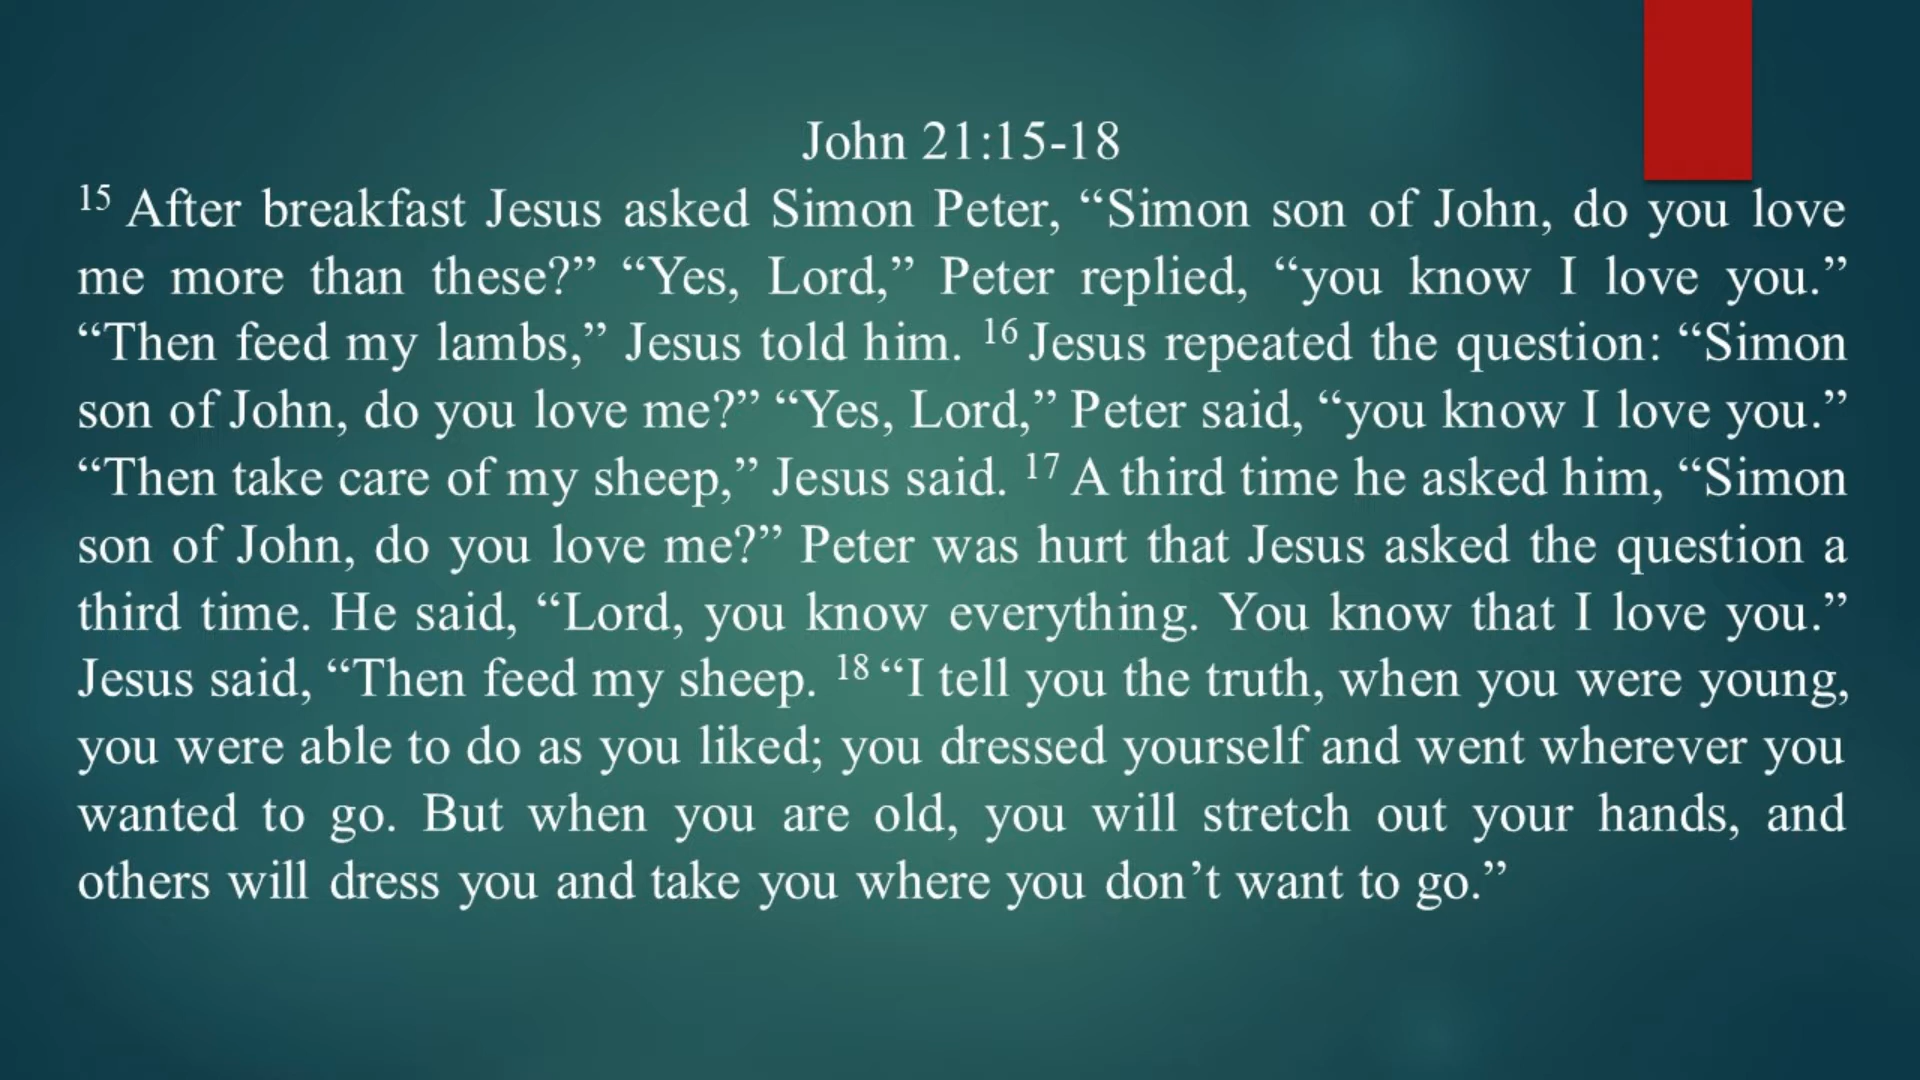 John 21:15-18
15 After breakfast Jesus asked Simon Peter, “Simon son of John, do you love
me more than these?” “Yes, Lord,” Peter replied, “you know I love you.”
“Then feed my lambs,” Jesus told him. 16 Jesus repeated the question: “Simon
son of John, do you love me?” “Yes, Lord,” Peter said, “you know I love you.”
“Then take care of my sheep,” Jesus said. 17 A third time he asked him, “Simon
son of John, do you love me?” Peter was hurt that Jesus asked the question a
third time. He said, “Lord, you know everything. You know that I love you.”
Jesus said, “Then feed my sheep. 18 “I tell you the truth, when you were young,
you were able to do as you liked; you dressed yourself and went wherever you
wanted to go. But when you are old, you will stretch out your hands, and
others will dress you and take you where you don’t want to go.”